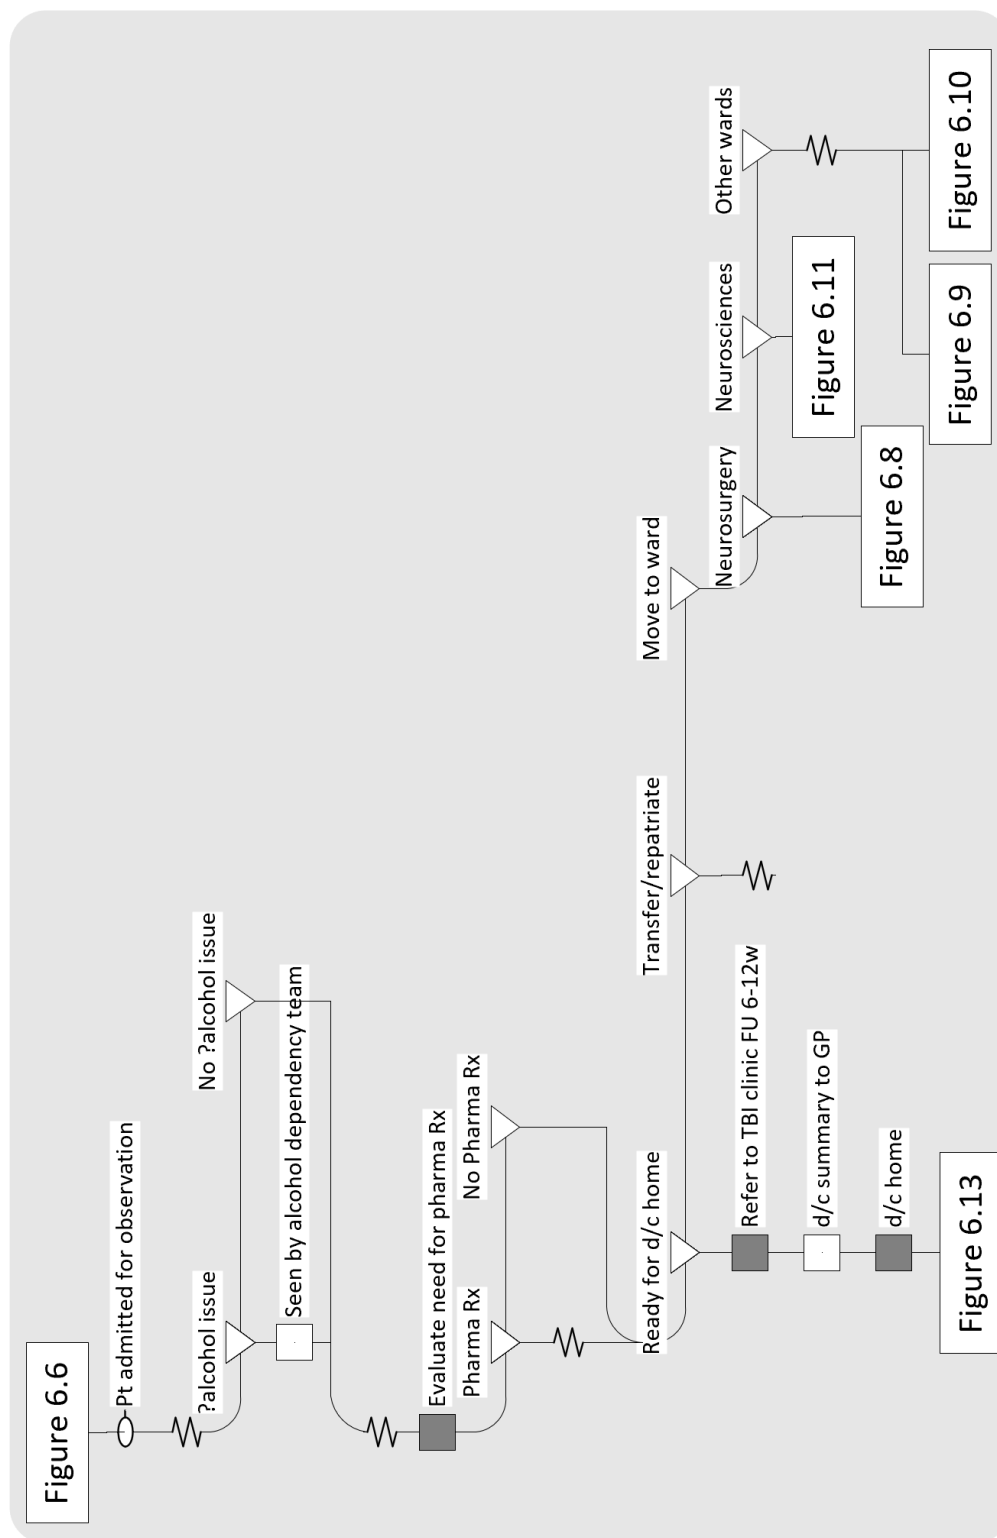 Figure 6.6
Pt admitted for observation
?alcohol issue
No ?alcohol issue
Seen by alcohol dependency team
Evaluate need for pharma Rx
Pharma Rx
No Pharma Rx
Ready for d/c home
Transfer/repatriate
Move to ward
Refer to TBI clinic FU 6-12w
d/c summary to GP
d/c home
Figure 6.13
Neurosurgery
Neurosciences
Other wards
Figure 6.8
Figure 6.11
Figure 6.9
Figure 6.10